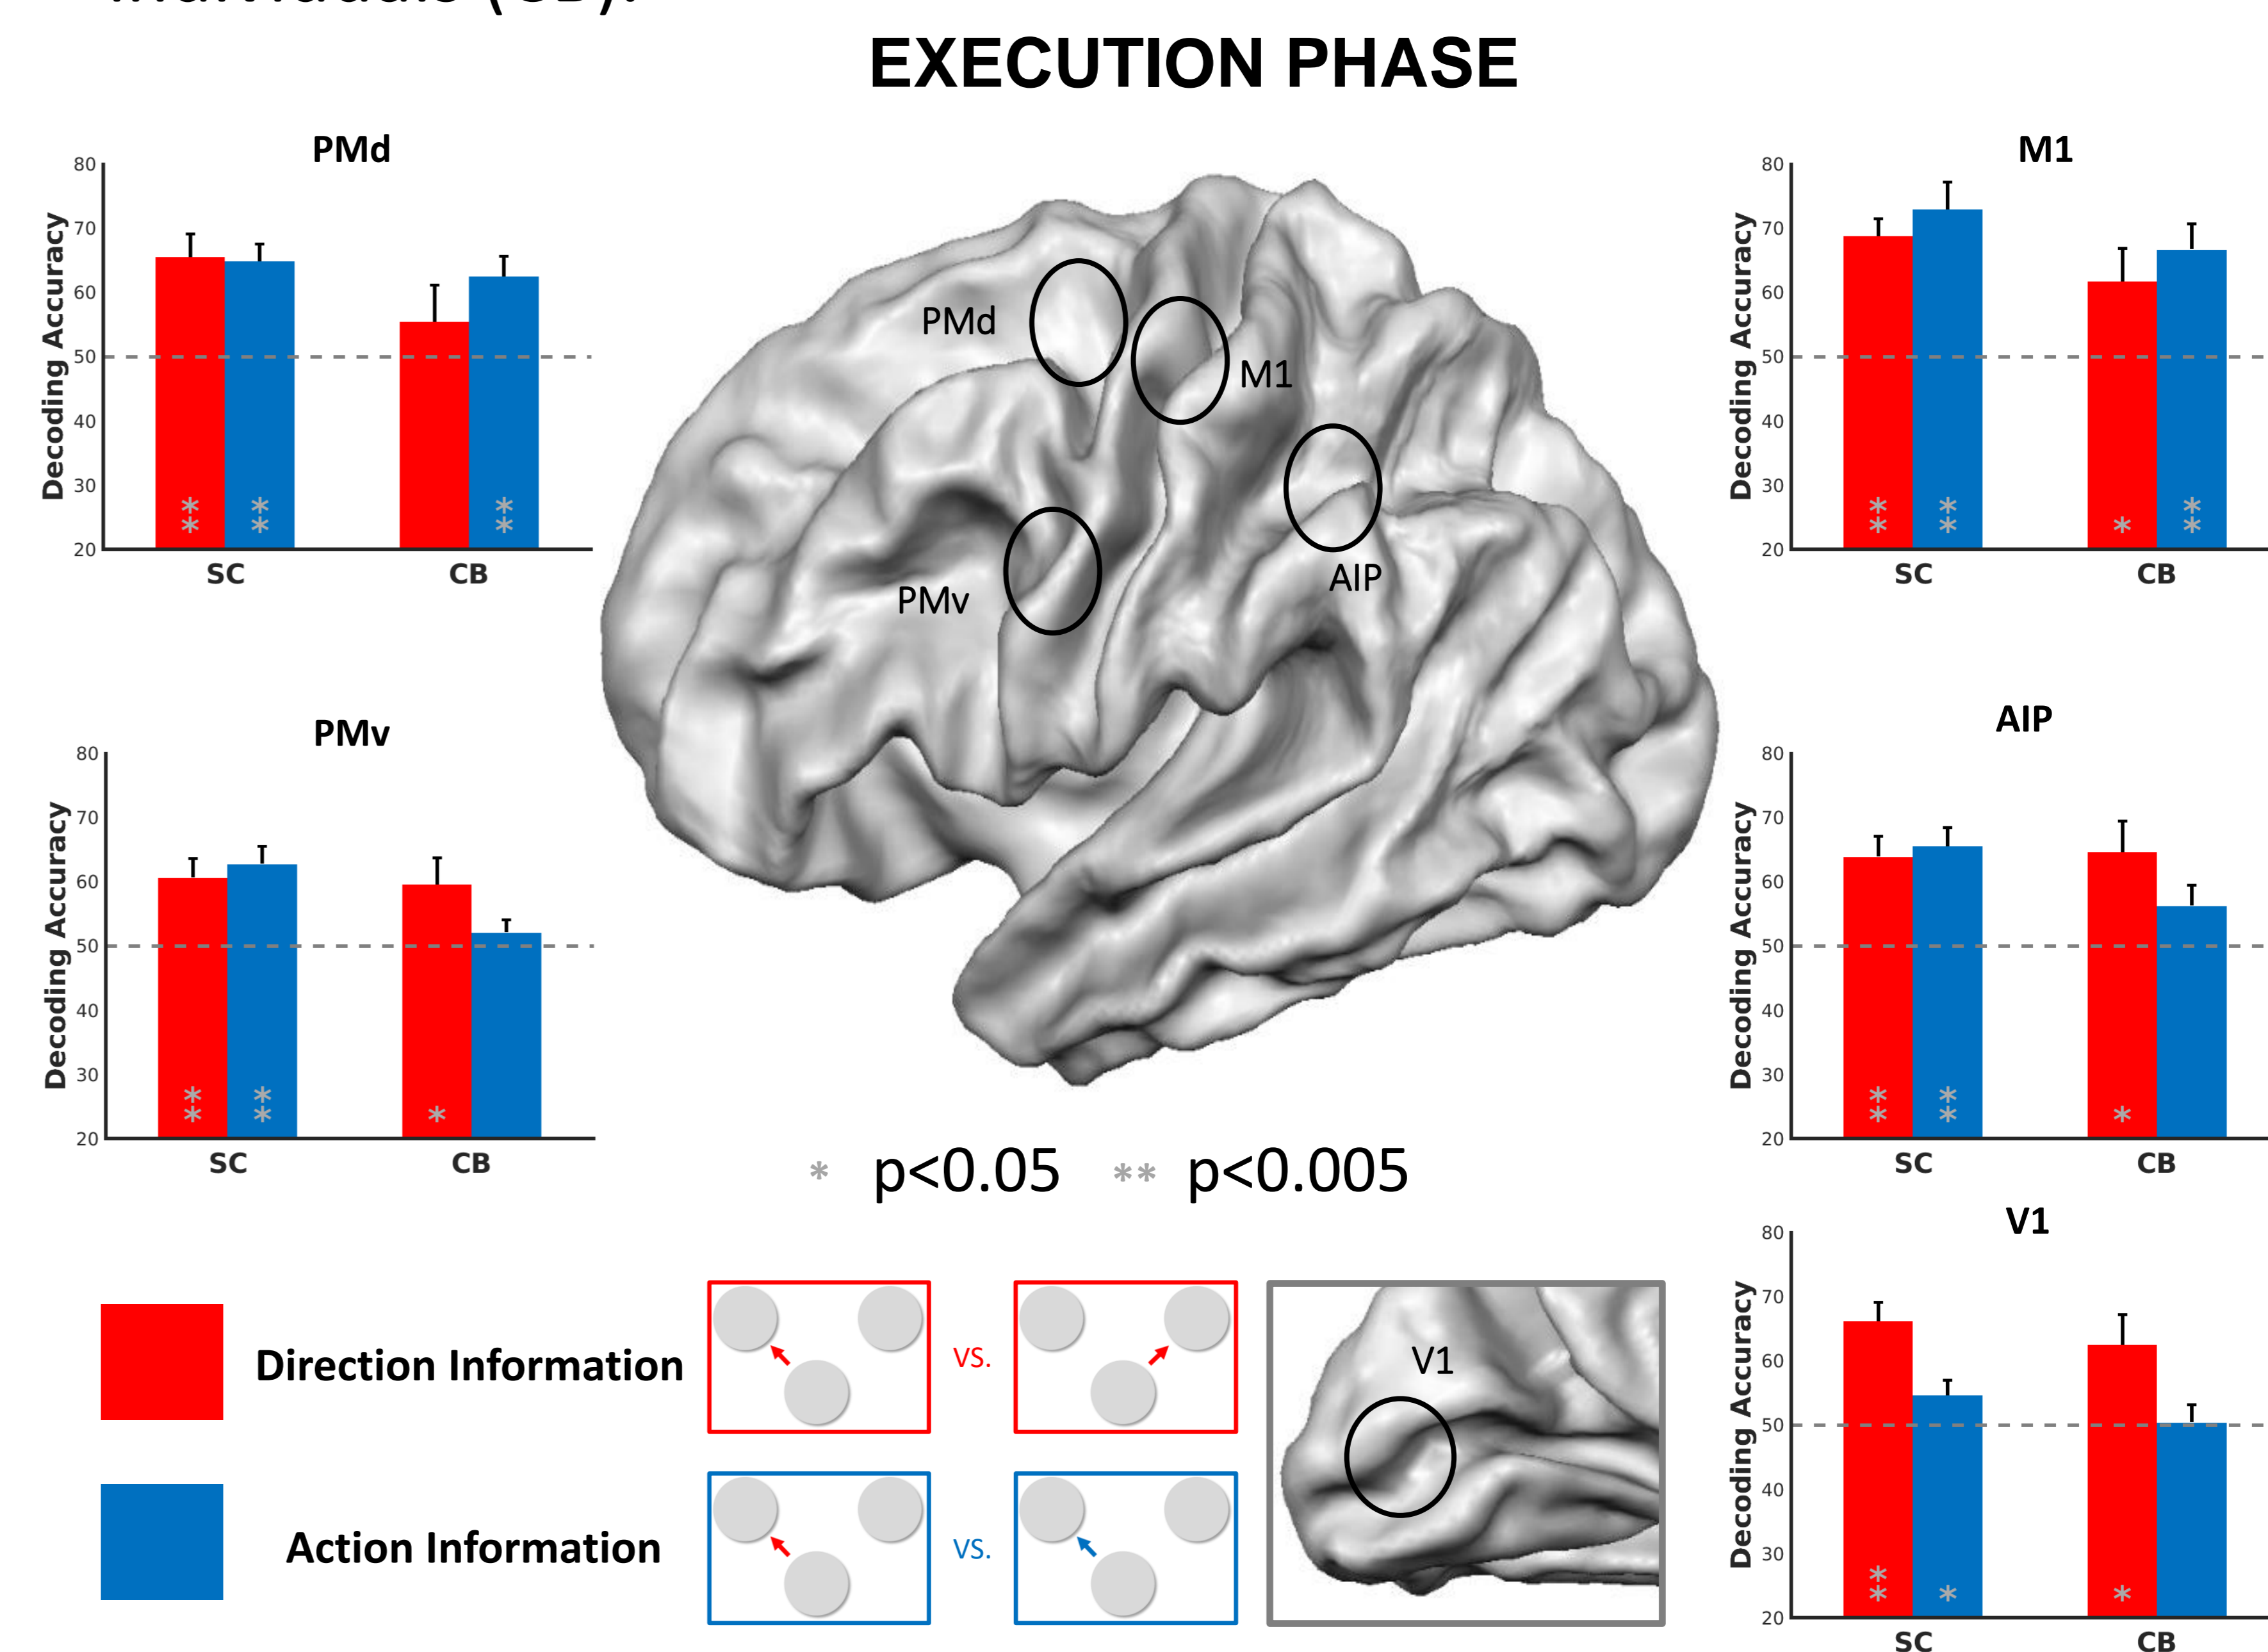 EXECUTION PHASE
PMd
80
70
60
50
40
30
20
Decoding Accuracy
**
**
**
SC
CB
M1
80
70
60
50
40
30
20
Decoding Accuracy
**
**
*
**
SC
CB
PMd
M1
AIP
PMv
PMv
80
70
60
50
40
30
20
Decoding Accuracy
**
**
*
SC
CB
AIP
80
70
60
50
40
30
20
Decoding Accuracy
**
**
*
SC
CB
* p<0.05 ** p<0.005
V1
80
70
60
50
40
30
20
Decoding Accuracy
**
*
*
SC
CB
Direction Information
vs.
V1
Action Information
vs.